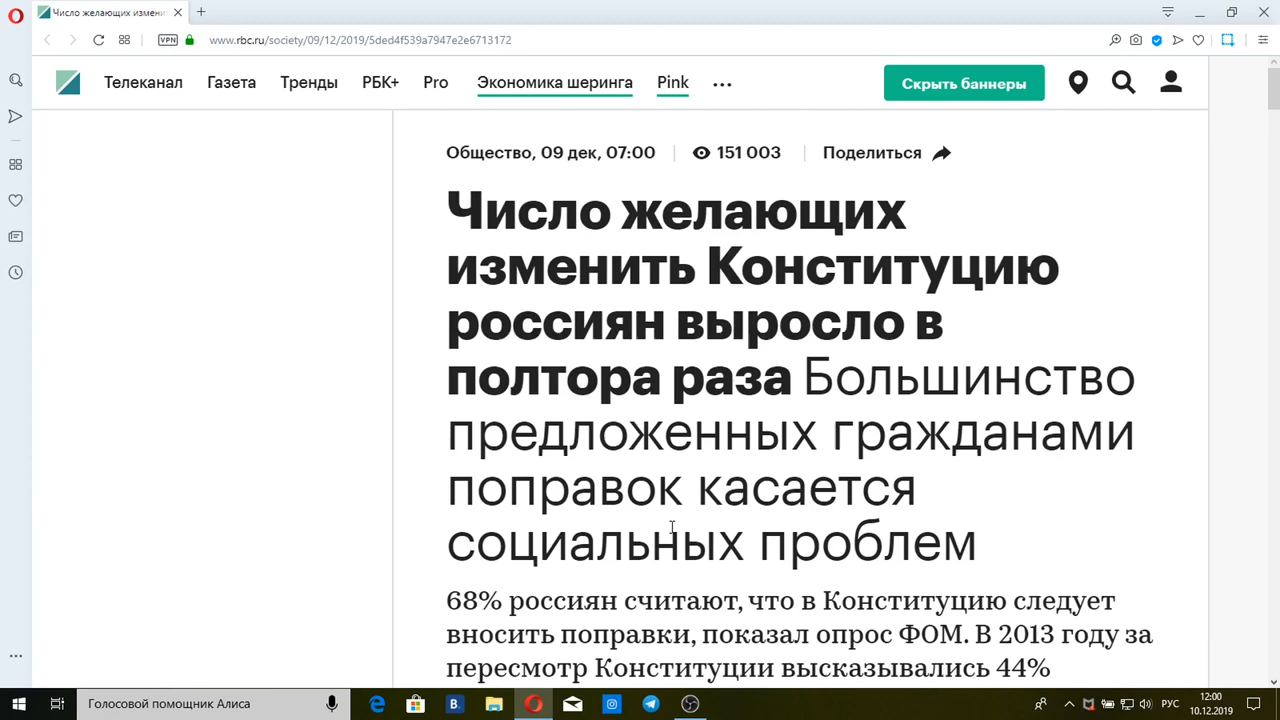 Число желающих измени
www.rbc.ru/society/09/12/2019/5ded4f539a7947e2e6713172
VPN
Телеканал Газета Тренды РБК+ Pro Экономика шеринга Pink ... Скрыть баннеры
Общество, 09 дек, 07:00 151 003 Поделиться
Число желающих
изменить Конституцию
россиян выросло в
полтора раза Большинство
предложенных гражданами
поправок касается
социальных проблем
68% россиян считают, что в Конституцию следует
вносить поправки, показал опрос ФОМ. В 2013 году за
пересмотр Конституции высказывались 44%
Голосовой помощник Алиса
РУС
12:00
10.12.2019